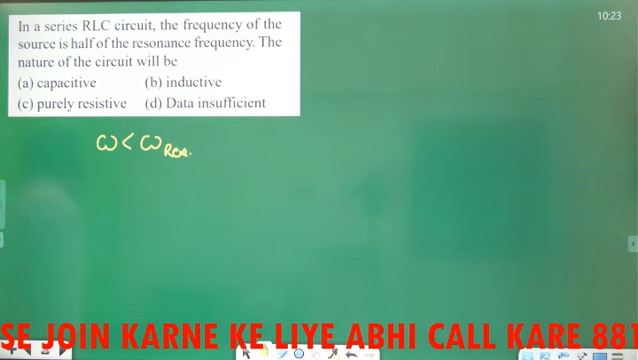 10:23
In a series RLC circuit, the frequency of the
source is half of the resonance frequency. The
nature of the circuit will be
(a) capacitive (b) inductive
(c) purely resistive (d) Data insufficient
ω < ω Res.
SE JOIN KARNE KE LIYE ABHI CALL KARE 881